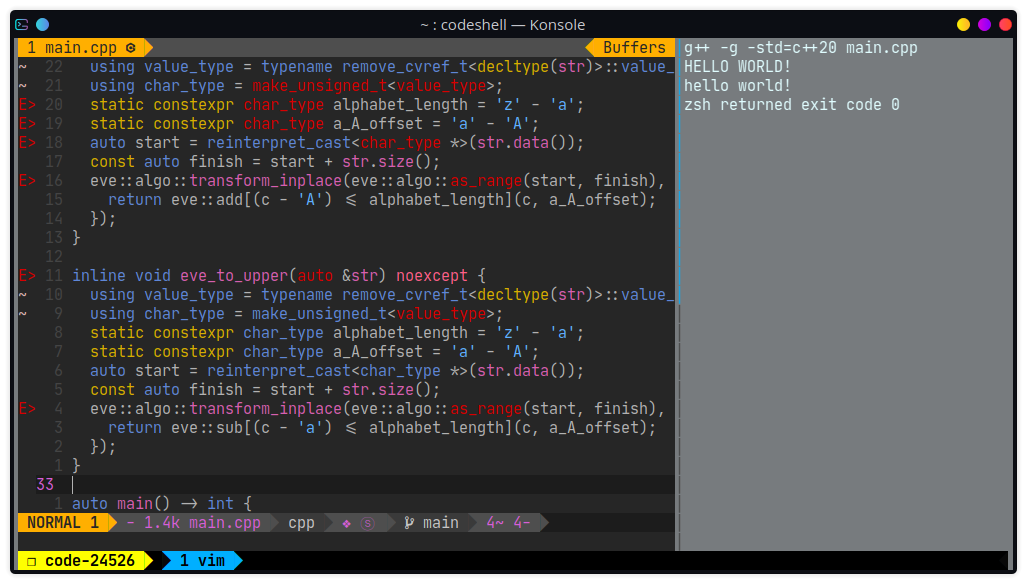 ~ : codeshell — Konsole
1 main.cpp
Buffers
~ 22 using value_type = typename remove_cvref_t<decltype(str)>::value_
~ 21 using char_type = make_unsigned_t<value_type>;
E> 20 static constexpr char_type alphabet_length = 'z' - 'a';
E> 19 static constexpr char_type a_A_offset = 'a' - 'A';
E> 18 auto start = reinterpret_cast<char_type *>(str.data());
17 const auto finish = start + str.size();
E> 16 eve::algo::transform_inplace(eve::algo::as_range(start, finish),
15 return eve::add[(c - 'A') <= alphabet_length](c, a_A_offset);
14 });
13 }
12
E> 11 inline void eve_to_upper(auto &str) noexcept {
~ 10 using value_type = typename remove_cvref_t<decltype(str)>::value_
~ 9 using char_type = make_unsigned_t<value_type>;
8 static constexpr char_type alphabet_length = 'z' - 'a';
7 static constexpr char_type a_A_offset = 'a' - 'A';
6 auto start = reinterpret_cast<char_type *>(str.data());
5 const auto finish = start + str.size();
E> 4 eve::algo::transform_inplace(eve::algo::as_range(start, finish),
3 return eve::sub[(c - 'a') <= alphabet_length](c, a_A_offset);
2 });
1 }
33
1 auto main() -> int {
NORMAL 1 - 1.4k main.cpp cpp ❖ ⓢ main 4~ 4-
❐ code-24526 1 vim
g++ -g -std=c++20 main.cpp
HELLO WORLD!
hello world!
zsh returned exit code 0